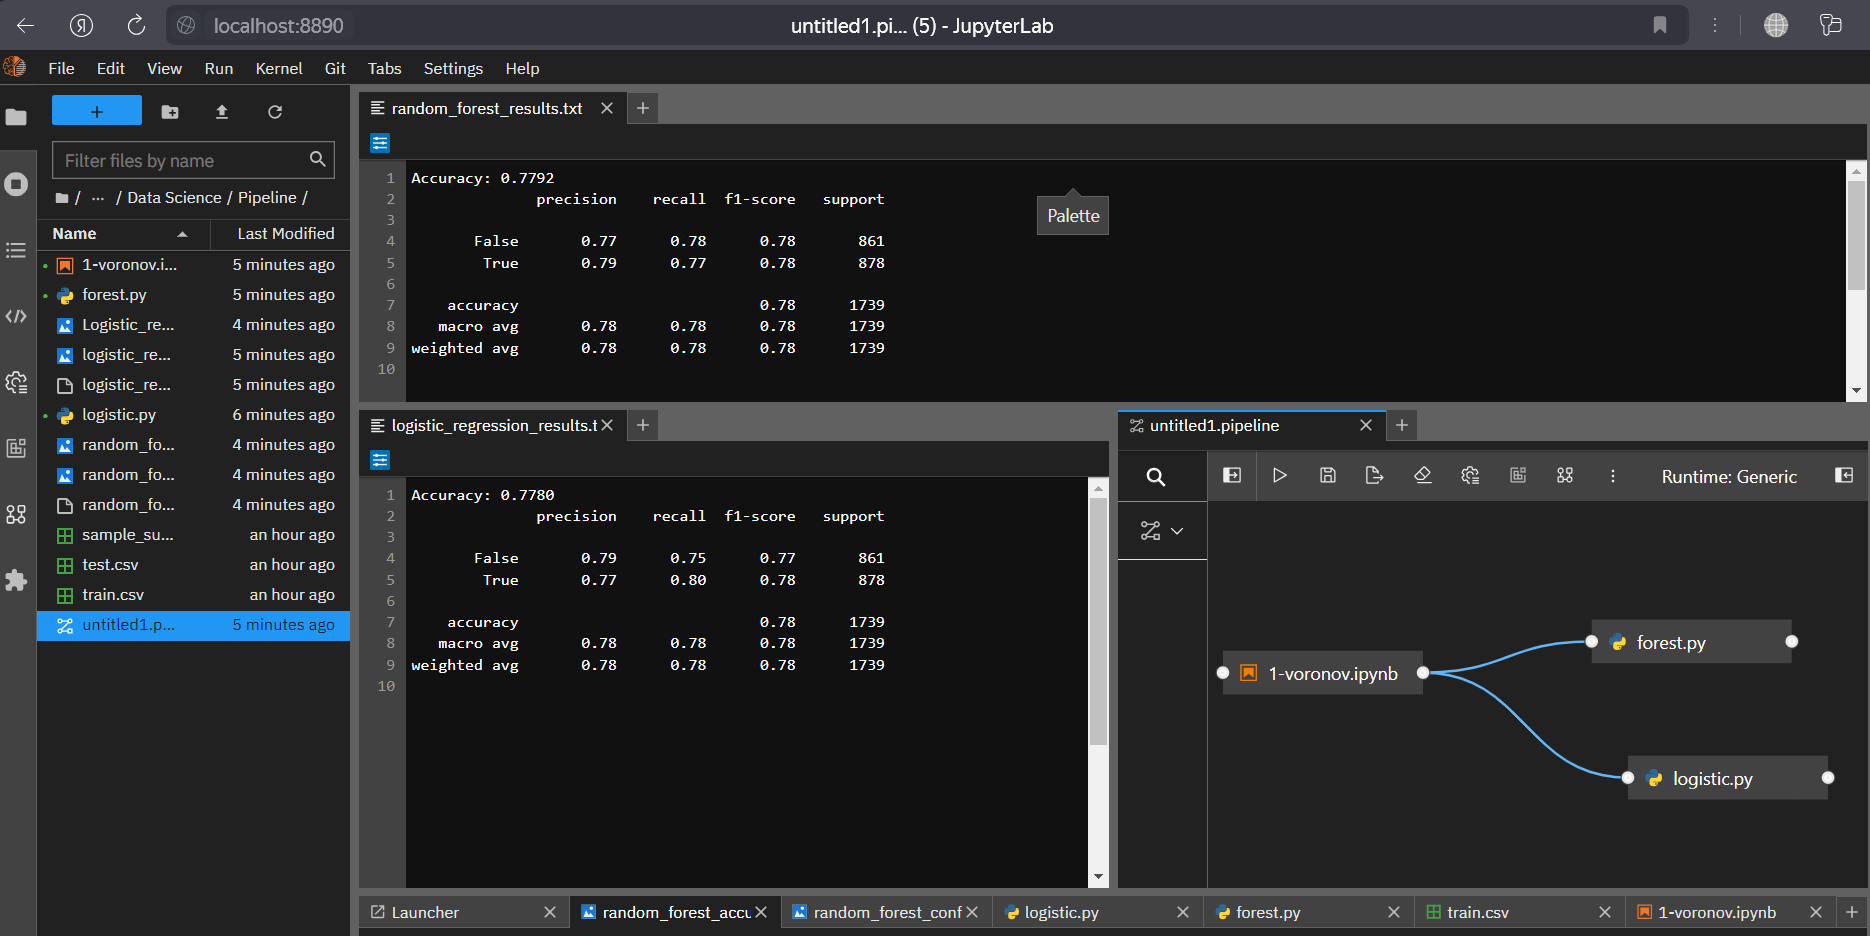 localhost:8890
untitled1.pi... (5) - JupyterLab
File Edit View Run Kernel Git Tabs Settings Help
+
Filter files by name
/ ... / Data Science / Pipeline /
Name Last Modified
1-voronov.i... 5 minutes ago
forest.py 5 minutes ago
Logistic_re... 4 minutes ago
logistic_re... 5 minutes ago
logistic_re... 5 minutes ago
logistic.py 6 minutes ago
random_fo... 4 minutes ago
random_fo... 4 minutes ago
random_fo... 4 minutes ago
sample_su... an hour ago
test.csv an hour ago
train.csv an hour ago
untitled1.p... 5 minutes ago
random_forest_results.txt
1 Accuracy: 0.7792
2 precision recall f1-score support
3
4 False 0.77 0.78 0.78 861
5 True 0.79 0.77 0.78 878
6
7 accuracy 0.78 1739
8 macro avg 0.78 0.78 0.78 1739
9 weighted avg 0.78 0.78 0.78 1739
10
Palette
logistic_regression_results.t
1 Accuracy: 0.7780
2 precision recall f1-score support
3
4 False 0.79 0.75 0.77 861
5 True 0.77 0.80 0.78 878
6
7 accuracy 0.78 1739
8 macro avg 0.78 0.78 0.78 1739
9 weighted avg 0.78 0.78 0.78 1739
10
untitled1.pipeline
Runtime: Generic
forest.py
1-voronov.ipynb
logistic.py
Launcher
random_forest_accu
random_forest_conf
logistic.py
forest.py
train.csv
1-voronov.ipynb